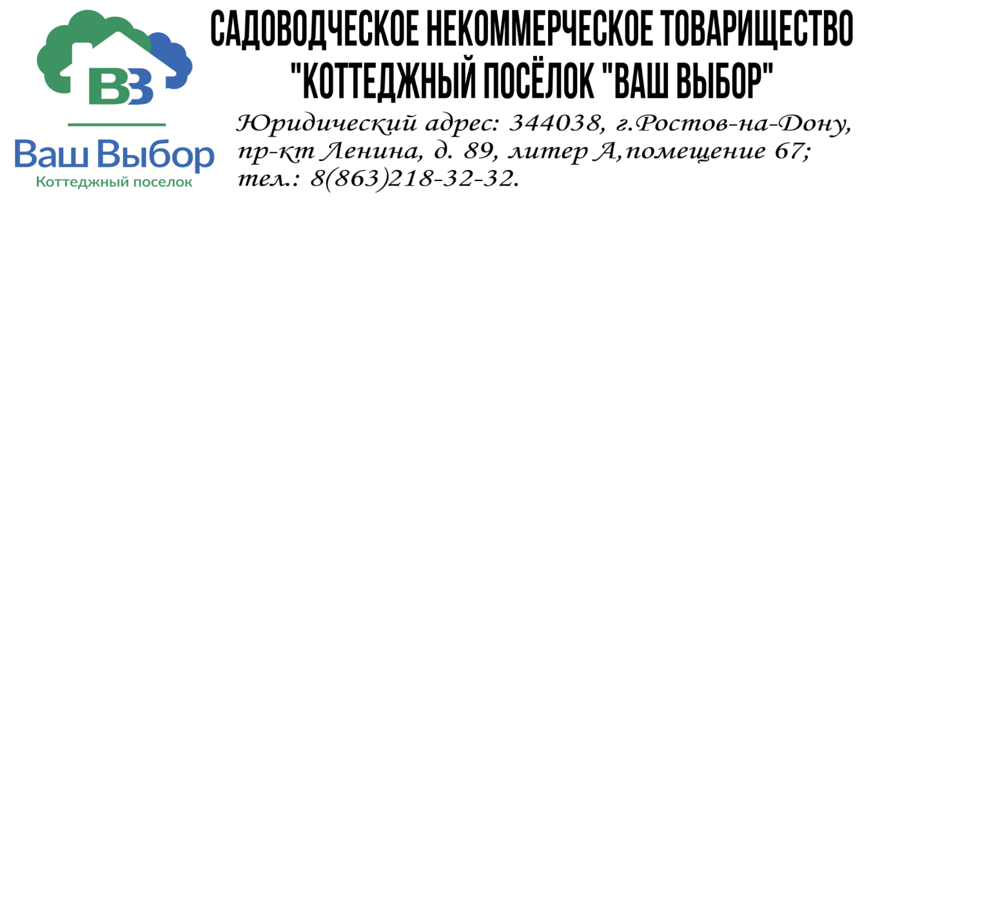 ВВ
Ваш Выбор
Коттеджный поселок
САДОВОДЧЕСКОЕ НЕКОММЕРЧЕСКОЕ ТОВАРИЩЕСТВО
"КОТТЕДЖНЫЙ ПОСЁЛОК "ВАШ ВЫБОР"
Юридический адрес: 344038, г.Ростов-на-Дону,
пр-кт Ленина, д. 89, литер А,помещение 67;
тел.: 8(863)218-32-32.